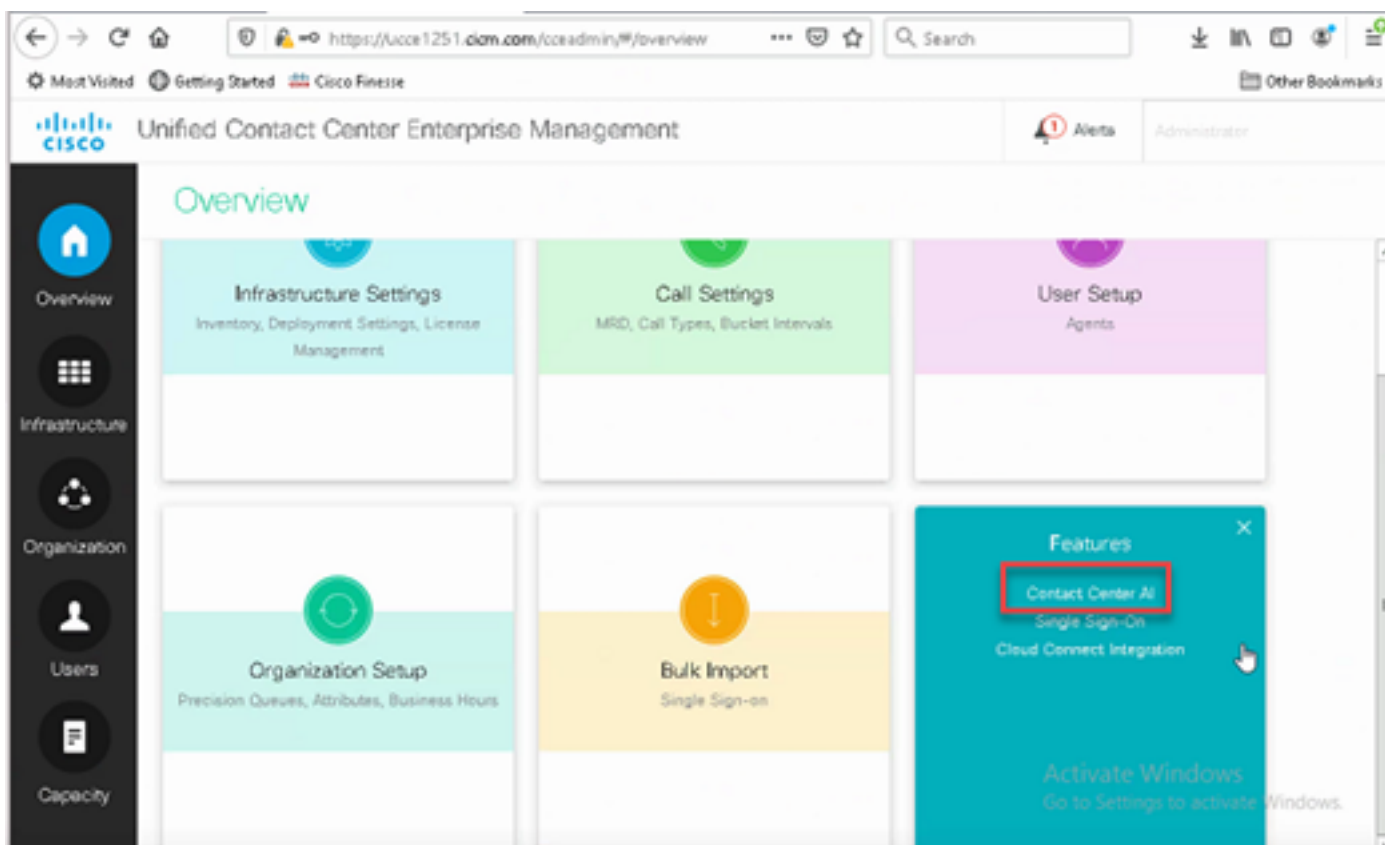 https://ucce1251.cicm.com/cceadmin/#/overview
Search
Most Visited
Getting Started
Cisco Finesse
Other Bookmarks
CISCO
Unified Contact Center Enterprise Management
1
Alerts
Administrator
Overview
Overview
Infrastructure
Organization
Users
Capacity
Infrastructure Settings
Inventory, Deployment Settings, License
Management
Call Settings
MRD, Call Types, Bucket Intervals
User Setup
Agents
Organization Setup
Precision Queues, Attributes, Business Hours
Bulk Import
Single Sign-on
Features
Contact Center AI
Single Sign-On
Cloud Connect Integration
Activate Windows
Go to Settings to activate Windows.